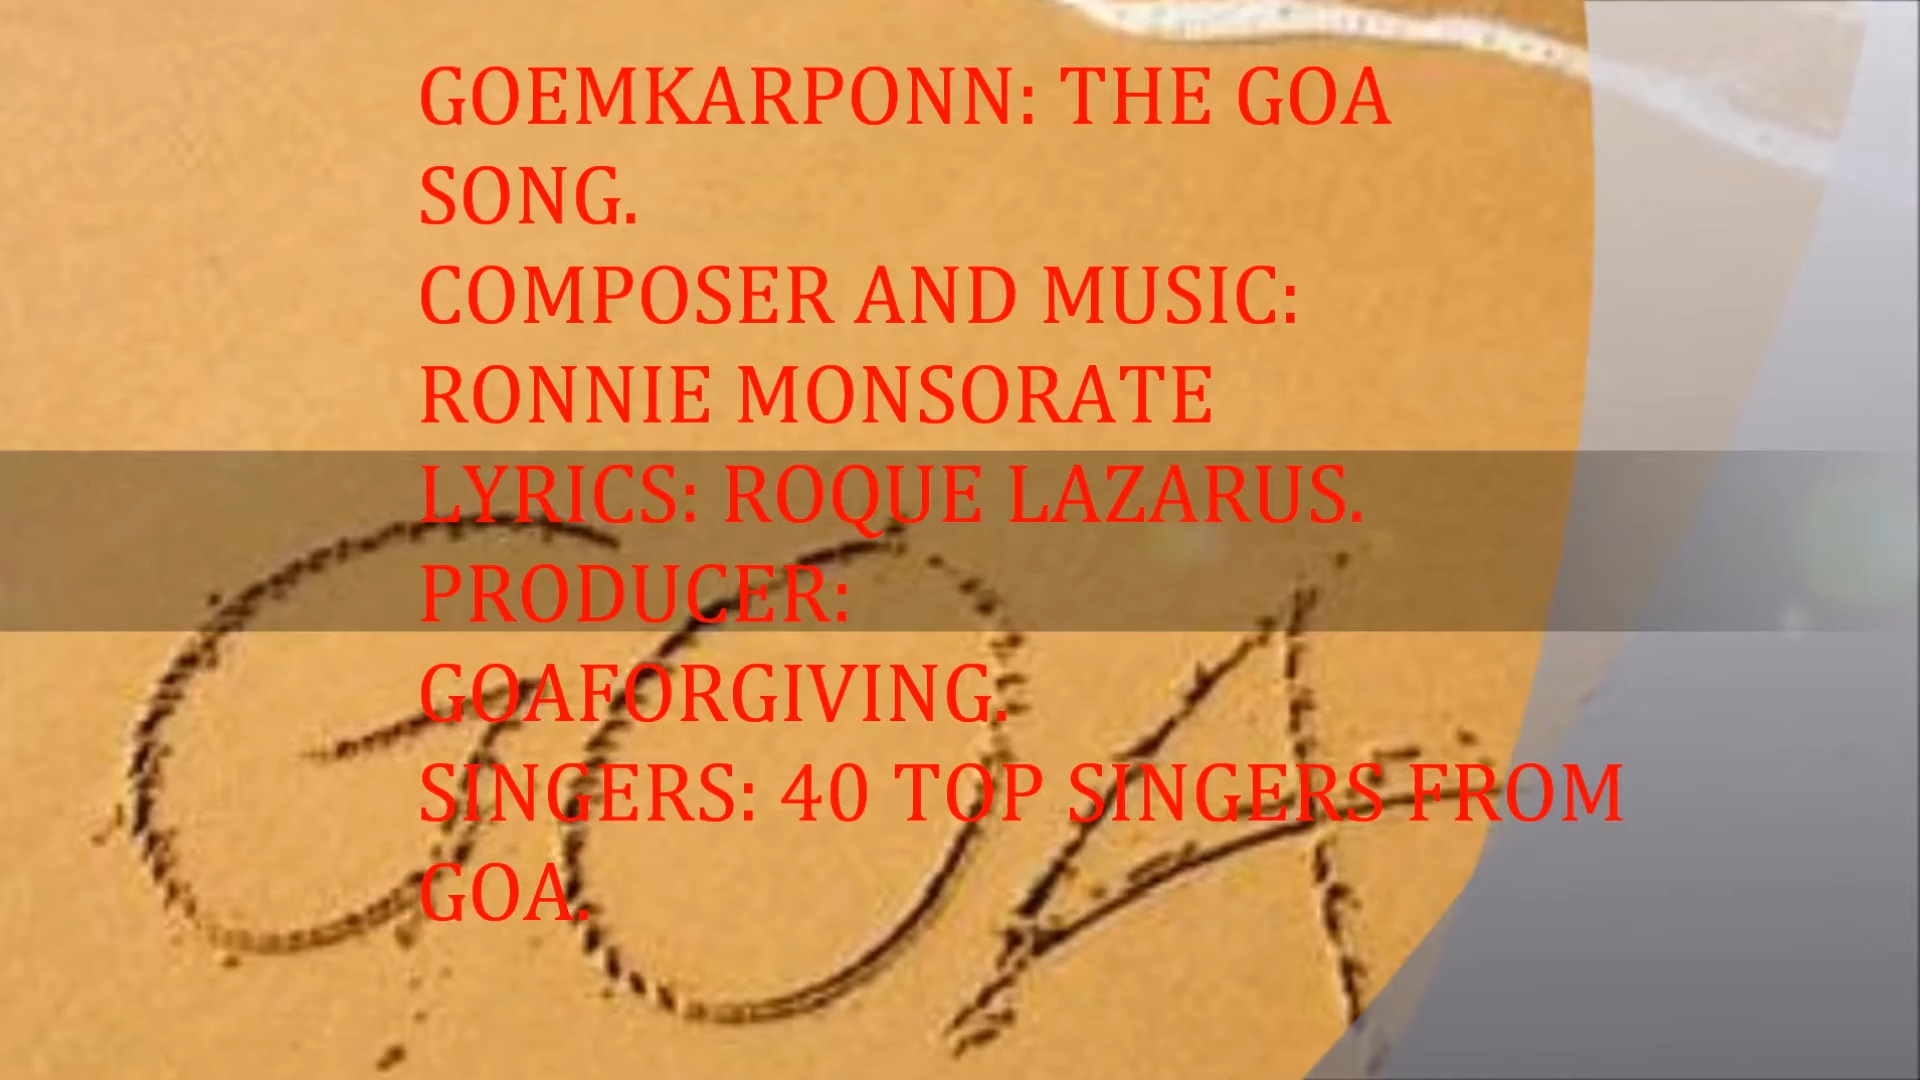 GOEMKARPONN: THE GOA
SONG.
COMPOSER AND MUSIC:
RONNIE MONSORATE
LYRICS: ROQUE LAZARUS.
PRODUCER:
GOAFORGIVING.
SINGERS: 40 TOP SINGERS FROM
GOA.
GOA